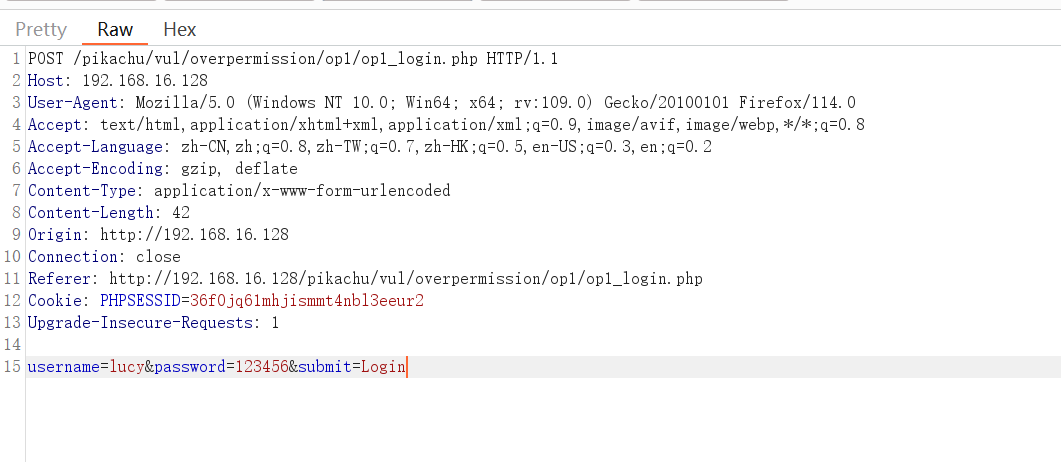 Pretty Raw Hex
1 POST /pikachu/vul/overpermission/op1/op1_login.php HTTP/1.1
2 Host: 192.168.16.128
3 User-Agent: Mozilla/5.0 (Windows NT 10.0; Win64; x64; rv:109.0) Gecko/20100101 Firefox/114.0
4 Accept: text/html,application/xhtml+xml,application/xml;q=0.9,image/avif,image/webp,*/*;q=0.8
5 Accept-Language: zh-CN,zh;q=0.8,zh-TW;q=0.7,zh-HK;q=0.5,en-US;q=0.3,en;q=0.2
6 Accept-Encoding: gzip, deflate
7 Content-Type: application/x-www-form-urlencoded
8 Content-Length: 42
9 Origin: http://192.168.16.128
10 Connection: close
11 Referer: http://192.168.16.128/pikachu/vul/overpermission/op1/op1_login.php
12 Cookie: PHPSESSID=36f0jq61mhjismmt4nbl3eeur2
13 Upgrade-Insecure-Requests: 1
14
15 username=lucy&password=123456&submit=Login